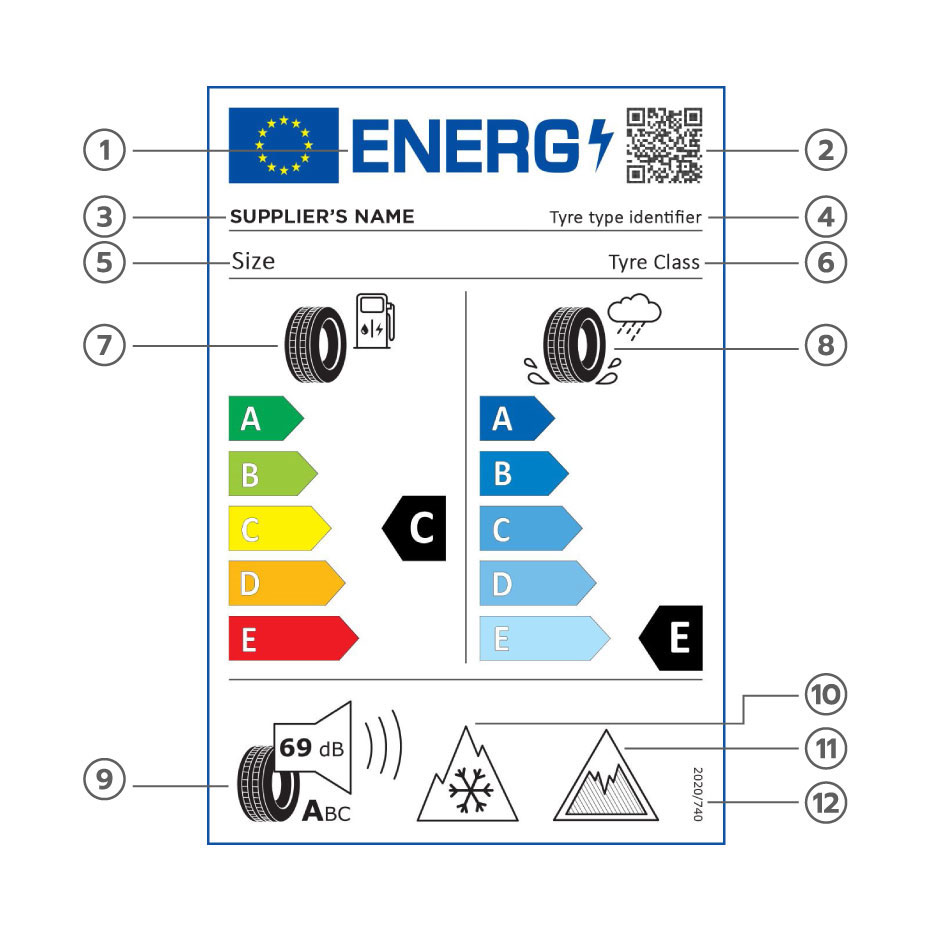 1 ENERG 2
3 SUPPLIER'S NAME Tyre type identifier 4
5 Size Tyre Class 6
7 8
A A
B B
C C C
D D
E E E
10
69 dB 11
9 ABC 2020/740 12